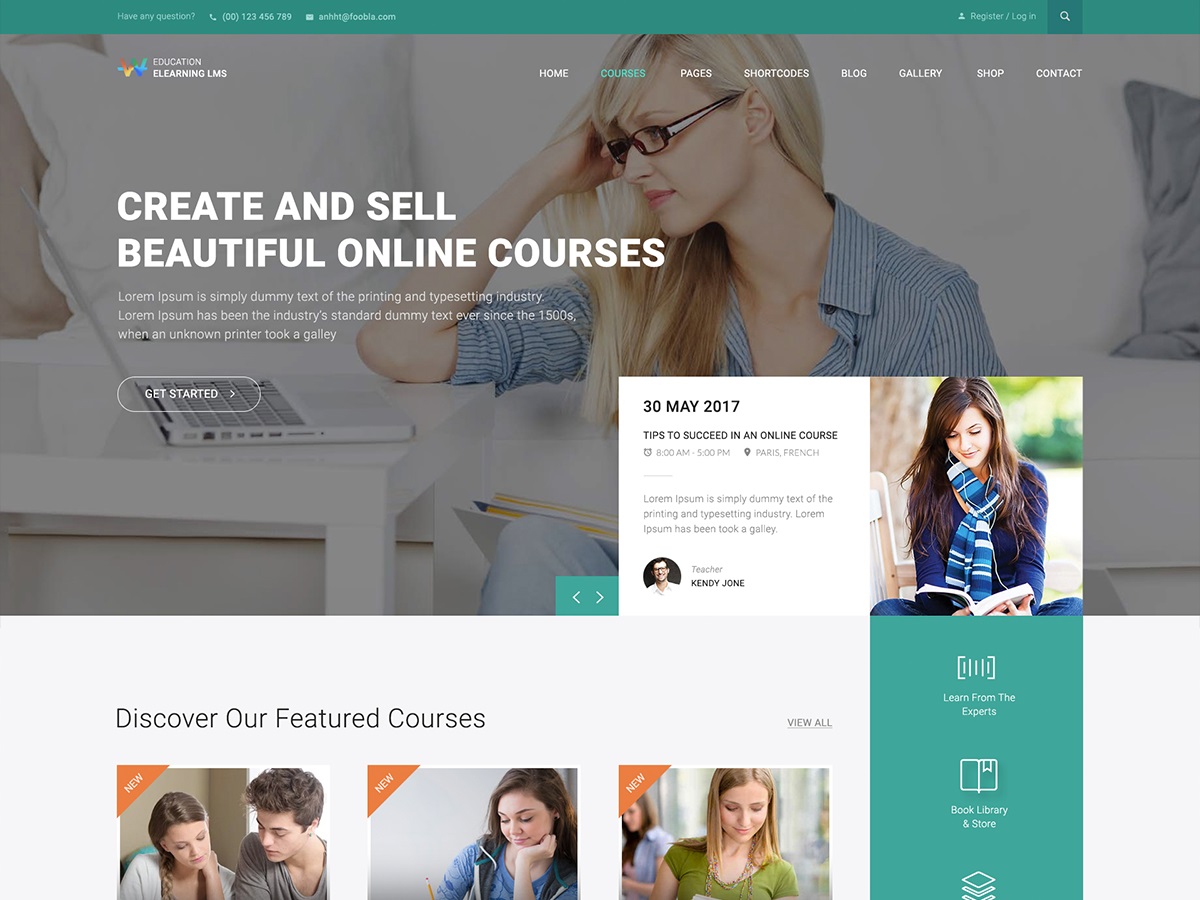 Have any question?
(00) 123 456 789
anhht@foobla.com
Register / Log in
EDUCATION
ELEARNING LMS
HOME
COURSES
PAGES
SHORTCODES
BLOG
GALLERY
SHOP
CONTACT
CREATE AND SELL
BEAUTIFUL ONLINE COURSES
Lorem Ipsum is simply dummy text of the printing and typesetting industry.
Lorem Ipsum has been the industry's standard dummy text ever since the 1500s,
when an unknown printer took a galley
GET STARTED
30 MAY 2017
TIPS TO SUCCEED IN AN ONLINE COURSE
8:00 AM - 5:00 PM
PARIS, FRENCH
Lorem Ipsum is simply dummy text of the
printing and typesetting industry. Lorem
Ipsum has been took a galley.
Teacher
KENDY JONE
Learn From The
Experts
Book Library
& Store
Discover Our Featured Courses
VIEW ALL
NEW
NEW
NEW